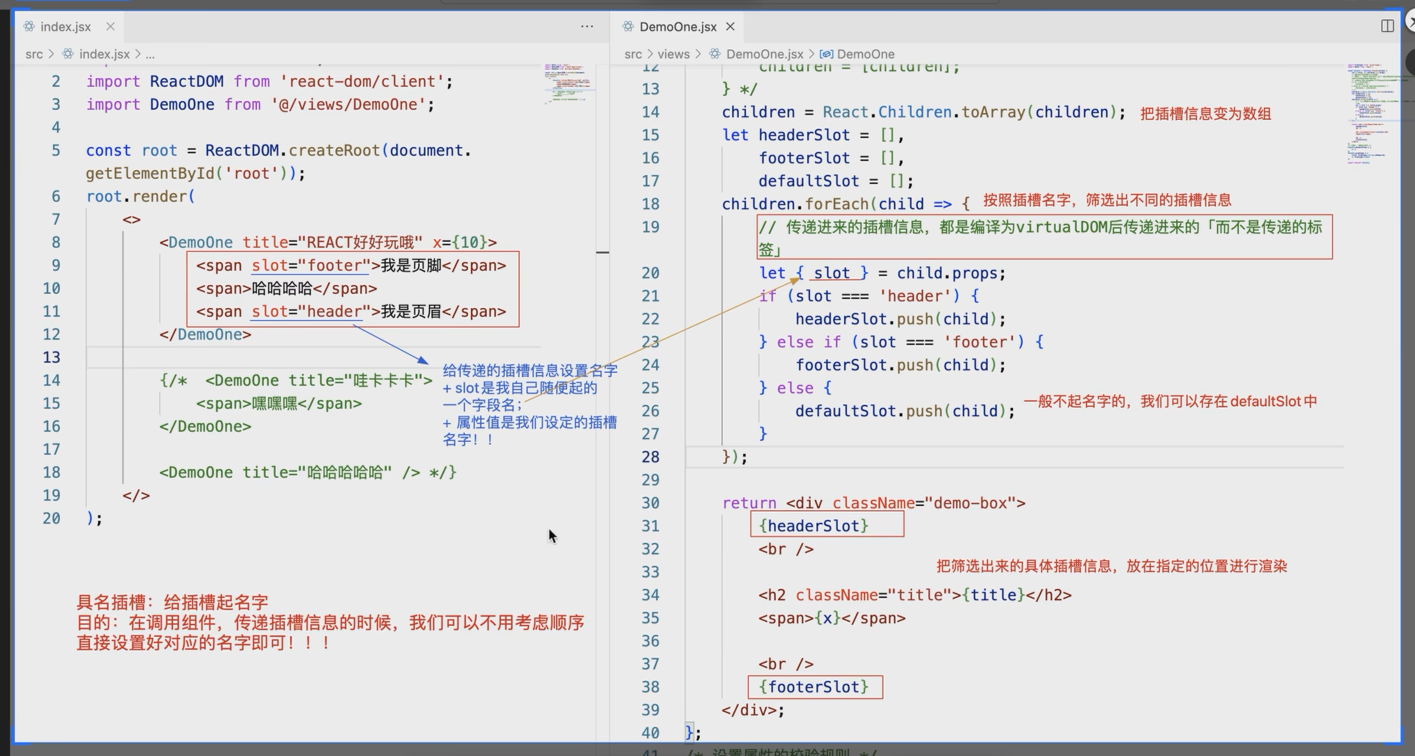 index.jsx
src > index.jsx > ...
2 import ReactDOM from 'react-dom/client';
3 import DemoOne from '@/views/DemoOne';
4
5 const root = ReactDOM.createRoot(document.
getElementById('root'));
6 root.render(
7 <>
8 <DemoOne title="REACT好好玩哦" x={10}>
9 <span slot="footer">我是页脚</span>
10 <span>哈哈哈哈</span>
11 <span slot="header">我是页眉</span>
12 </DemoOne>
13
14 {/* <DemoOne title="哇卡卡卡">
15 <span>嘿嘿嘿</span>
16 </DemoOne>
17
18 <DemoOne title="哈哈哈哈哈" /> */}
19 </>
20 );
给传递的插槽信息设置名字
+ slot是我自己随便起的
一个字段名；
+ 属性值是我们设定的插槽
名字！！
具名插槽：给插槽起名字
目的：在调用组件，传递插槽信息的时候，我们可以不用考虑顺序
直接设置好对应的名字即可！！！
DemoOne.jsx
src > views > DemoOne.jsx > DemoOne
12 children = [children];
13 } */
14 children = React.Children.toArray(children); 把插槽信息变为数组
15 let headerSlot = [],
16 footerSlot = [],
17 defaultSlot = [];
18 children.forEach(child => { 按照插槽名字，筛选出不同的插槽信息
19 // 传递进来的插槽信息，都是编译为virtualDOM后传递进来的「而不是传递的标
签」
20 let { slot } = child.props;
21 if (slot === 'header') {
22 headerSlot.push(child);
23 } else if (slot === 'footer') {
24 footerSlot.push(child);
25 } else {
26 defaultSlot.push(child); 一般不起名字的，我们可以存在defaultSlot中
27 }
28 });
29
30 return <div className="demo-box">
31 {headerSlot}
32 <br />
33 把筛选出来的具体插槽信息，放在指定的位置进行渲染
34 <h2 className="title">{title}</h2>
35 <span>{x}</span>
36
37 <br />
38 {footerSlot}
39 </div>;
40 };
41 /* 设置属性的校验规则 */